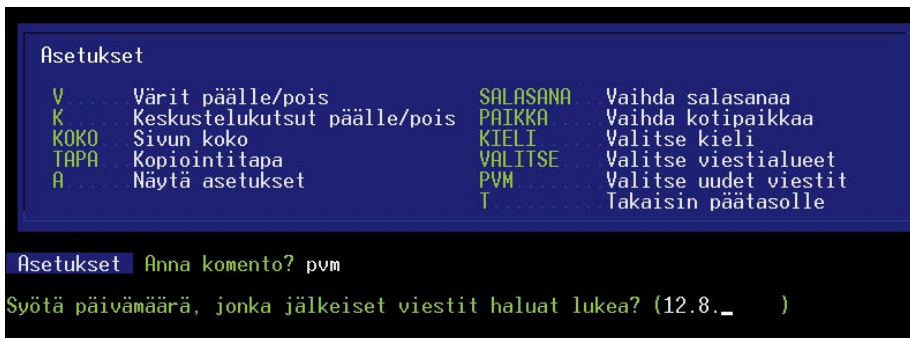 Asetukset
V...... Värit päälle/pois SALASANA... Vaihda salasanaa
K...... Keskustelukutsut päälle/pois PAIKKA..... Vaihda kotipaikkaa
KOKO... Sivun koko KIELI...... Valitse kieli
TAPA... Kopiointitapa VALITSE.... Valitse viestialueet
A...... Näytä asetukset PVM........ Valitse uudet viestit
T.......... Takaisin päätasolle
Asetukset Anna komento? pvm
Syötä päivämäärä, jonka jälkeiset viestit haluat lukea? (12.8._ )